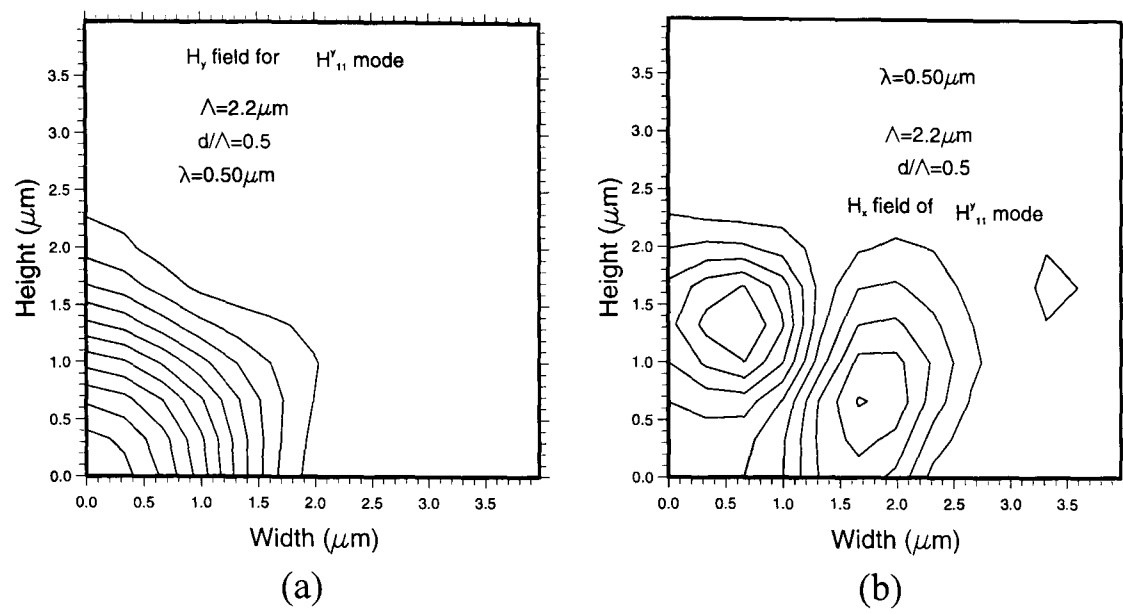 H_y field for H^y_11 mode
Λ=2.2μm
d/Λ=0.5
λ=0.50μm
Height (μm)
3.5
3.0
2.5
2.0
1.5
1.0
0.5
0.0
0.0 0.5 1.0 1.5 2.0 2.5 3.0 3.5
Width (μm)
(a)
λ=0.50μm
Λ=2.2μm
d/Λ=0.5
H_x field of H^y_11 mode
Height (μm)
3.5
3.0
2.5
2.0
1.5
1.0
0.5
0.0
0.0 0.5 1.0 1.5 2.0 2.5 3.0 3.5
Width (μm)
(b)